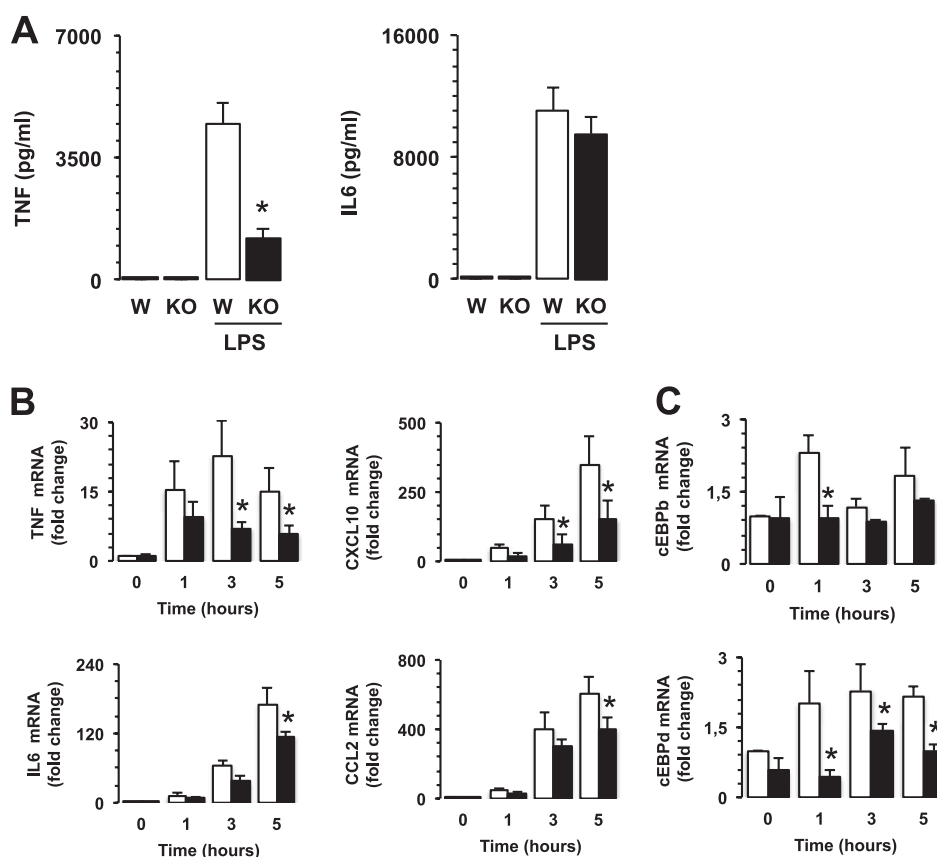 A
7000
3500
0
TNF (pg/ml)
*
W KO W KO
LPS
16000
8000
0
IL6 (pg/ml)
W KO W KO
LPS
B
30
15
0
TNF mRNA
(fold change)
* *
0 1 3 5
Time (hours)
500
250
0
CXCL10 mRNA
(fold change)
* *
0 1 3 5
Time (hours)
C
3
1,5
0
cEBPb mRNA
(fold change)
*
0 1 3 5
Time (hours)
240
120
0
IL6 mRNA
(fold change)
*
0 1 3 5
Time (hours)
800
400
0
CCL2 mRNA
(fold change)
*
0 1 3 5
Time (hours)
3
1,5
0
cEBPd mRNA
(fold change)
* * *
0 1 3 5
Time (hours)